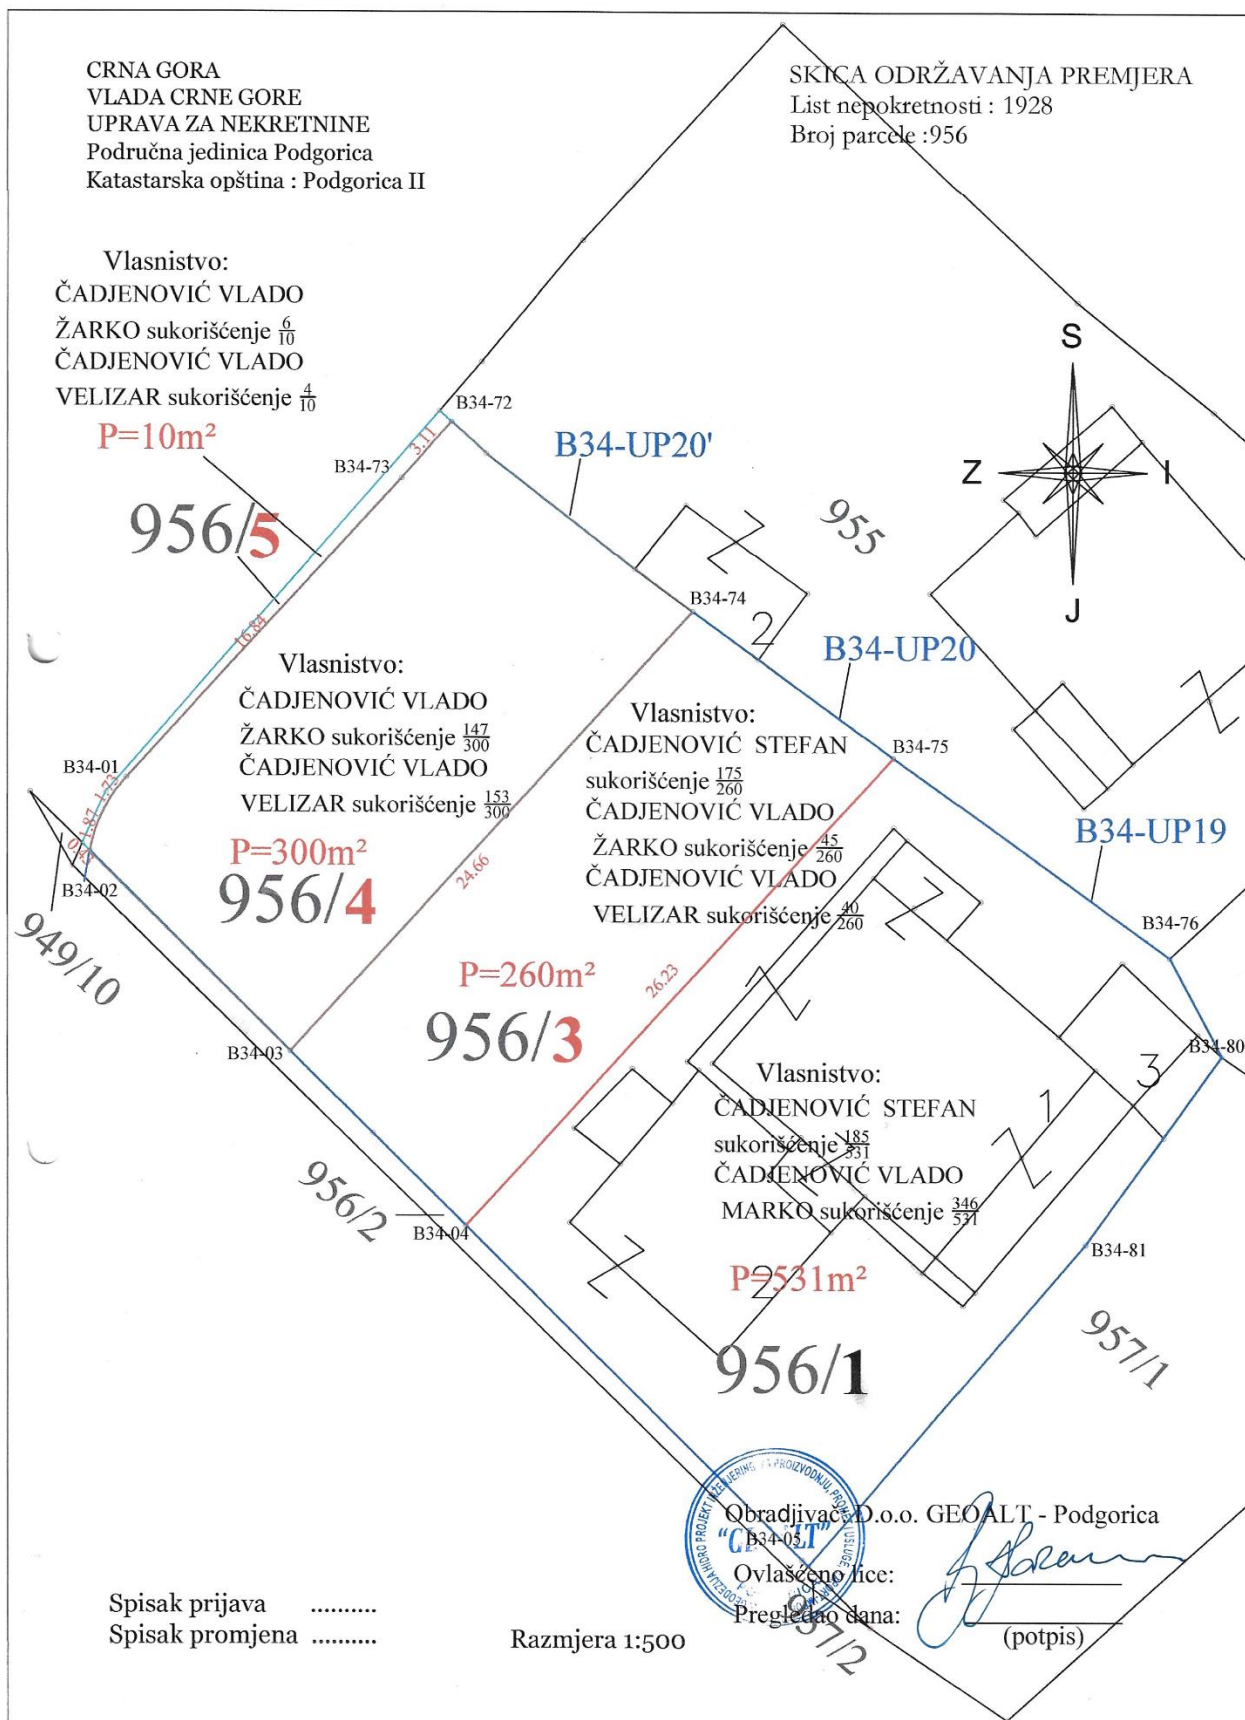 CRNA GORA
VLADA CRNE GORE
UPRAVA ZA NEKRETNINE
Područna jedinica Podgorica
Katastarska opština : Podgorica II
SKICA ODRŽAVANJA PREMJERA
List nepokretnosti : 1928
Broj parcele :956
Vlasnistvo:
ČADJENOVIĆ VLADO
ŽARKO sukorišćenje 6/10
ČADJENOVIĆ VLADO
VELIZAR sukorišćenje 4/10
P=10m²
956/5
S
Z
I
J
B34-72
3.11
B34-73
B34-UP20'
955
B34-74
2
B34-UP20
16.84
Vlasnistvo:
ČADJENOVIĆ VLADO
ŽARKO sukorišćenje 147/300
ČADJENOVIĆ VLADO
VELIZAR sukorišćenje 153/300
P=300m²
956/4
24.66
B34-01
1.73
1.87
B34-02
949/10
Vlasnistvo:
ČADJENOVIĆ STEFAN
sukorišćenje 175/260
ČADJENOVIĆ VLADO
ŽARKO sukorišćenje 45/260
ČADJENOVIĆ VLADO
VELIZAR sukorišćenje 40/260
P=260m²
956/3
26.23
B34-75
B34-UP19
B34-76
B34-80
B34-03
956/2
B34-04
3
1
Vlasnistvo:
ČADJENOVIĆ STEFAN
sukorišćenje 185/531
ČADJENOVIĆ VLADO
MARKO sukorišćenje 346/531
P=531m²
2
956/1
B34-81
957/1
Obradjivač: D.o.o. GEOALT - Podgorica
B34-05
Ovlašćeno lice:
Pregledao dana:
(potpis)
957/2
Spisak prijava ..........
Spisak promjena ..........
Razmjera 1:500